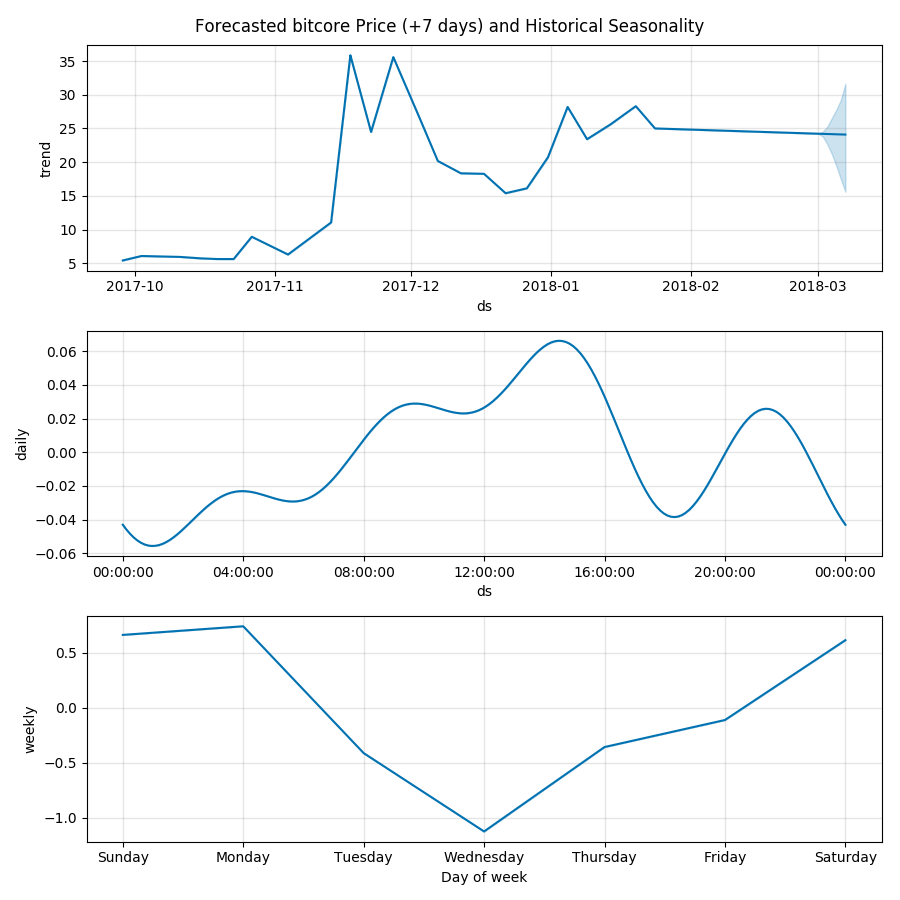 Forecasted bitcore Price (+7 days) and Historical Seasonality
35
30
25
20
15
10
5
trend
2017-10 2017-11 2017-12 2018-01 2018-02 2018-03
ds
0.06
0.04
0.02
0.00
−0.02
−0.04
−0.06
daily
00:00:00 04:00:00 08:00:00 12:00:00 16:00:00 20:00:00 00:00:00
ds
0.5
0.0
−0.5
−1.0
weekly
Sunday Monday Tuesday Wednesday Thursday Friday Saturday
Day of week